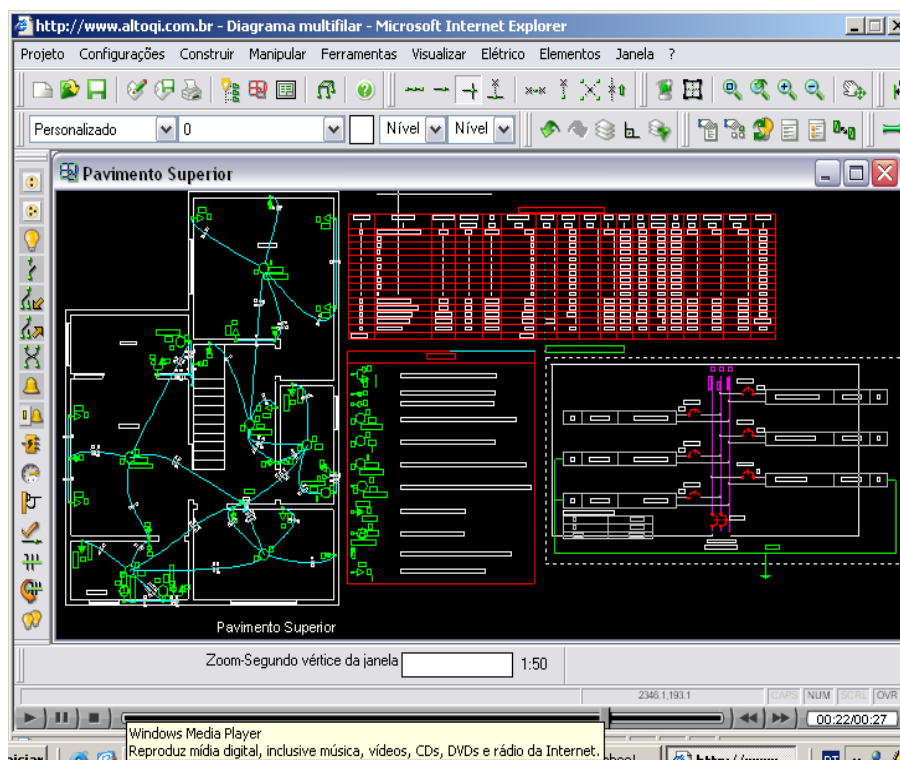 http://www.altoqi.com.br - Diagrama multifilar - Microsoft Internet Explorer
Projeto Configurações Construir Manipular Ferramentas Visualizar Elétrico Elementos Janela ?
Personalizado 0 Nível Nível
Pavimento Superior
Pavimento Superior
Zoom-Segundo vértice da janela 1:50
2346.1,193.1 CAPS NUM SCRL OVR
00:22/00:27
Windows Media Player
Reproduz mídia digital, inclusive música, vídeos, CDs, DVDs e rádio da Internet.
http://www PT